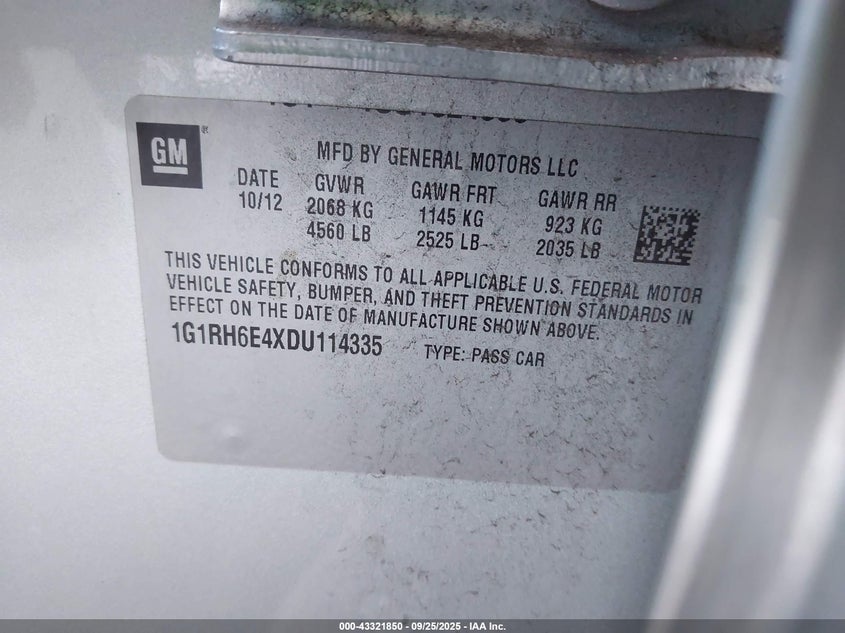 GM
MFD BY GENERAL MOTORS LLC
DATE GVWR GAWR FRT GAWR RR
10/12 2068 KG 1145 KG 923 KG
4560 LB 2525 LB 2035 LB
THIS VEHICLE CONFORMS TO ALL APPLICABLE U.S. FEDERAL MOTOR
VEHICLE SAFETY, BUMPER, AND THEFT PREVENTION STANDARDS IN
EFFECT ON THE DATE OF MANUFACTURE SHOWN ABOVE.
1G1RH6E4XDU114335 TYPE: PASS CAR
000-43321850 - 09/25/2025 - IAA Inc.